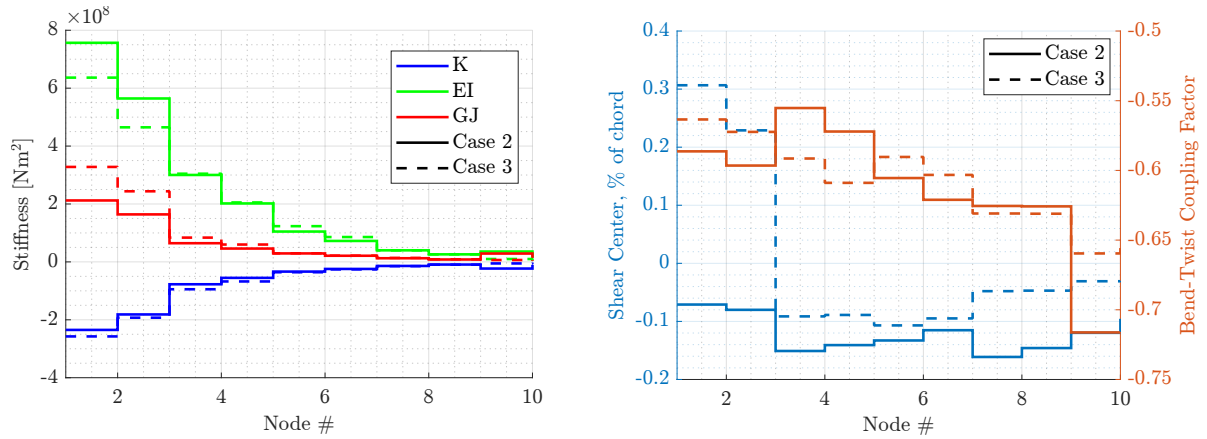 ×10⁸
8
6
4
2
0
-2
-4
2
4
6
8
10
Stiffness [Nm²]
Node #
K
EI
GJ
Case 2
Case 3
0.4
0.3
0.2
0.1
0
-0.1
-0.2
2
4
6
8
10
-0.5
-0.55
-0.6
-0.65
-0.7
-0.75
Shear Center, % of chord
Node #
Bend-Twist Coupling Factor
Case 2
Case 3